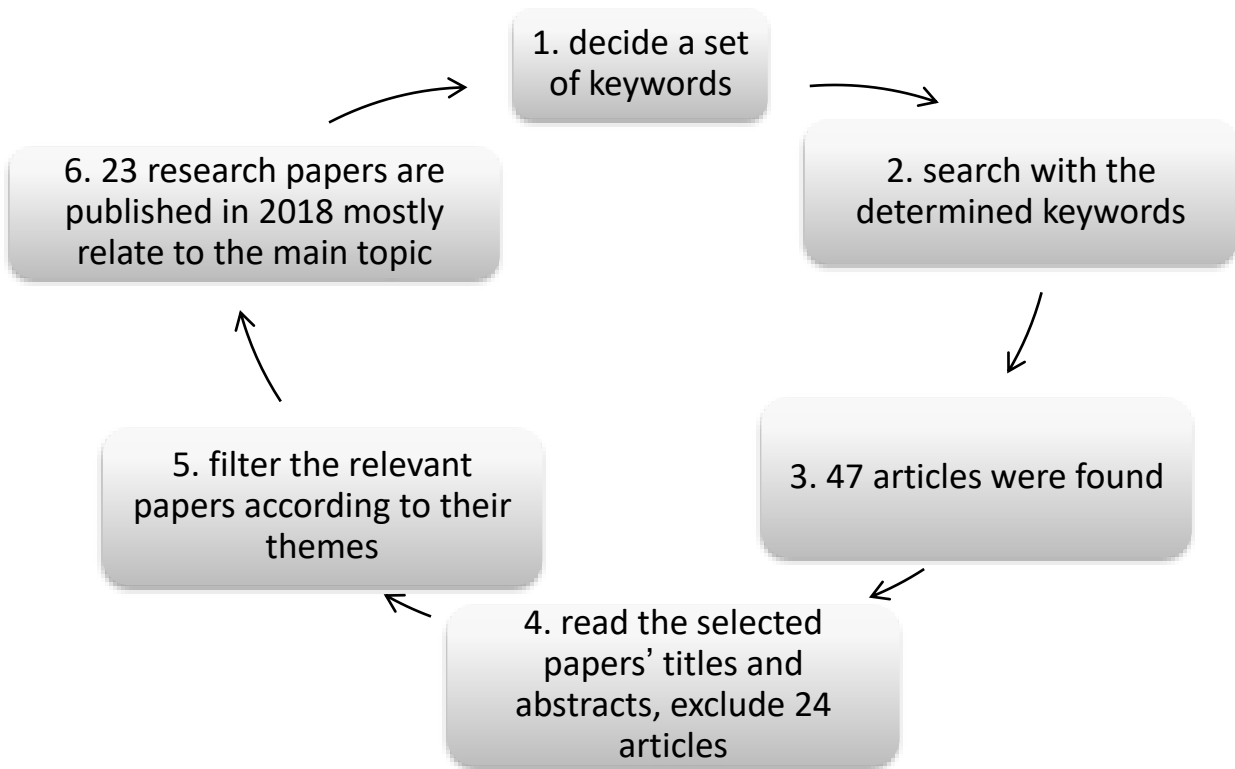 1. decide a set
of keywords
2. search with the
determined keywords
3. 47 articles were found
4. read the selected
papers’ titles and
abstracts, exclude 24
articles
5. filter the relevant
papers according to their
themes
6. 23 research papers are
published in 2018 mostly
relate to the main topic